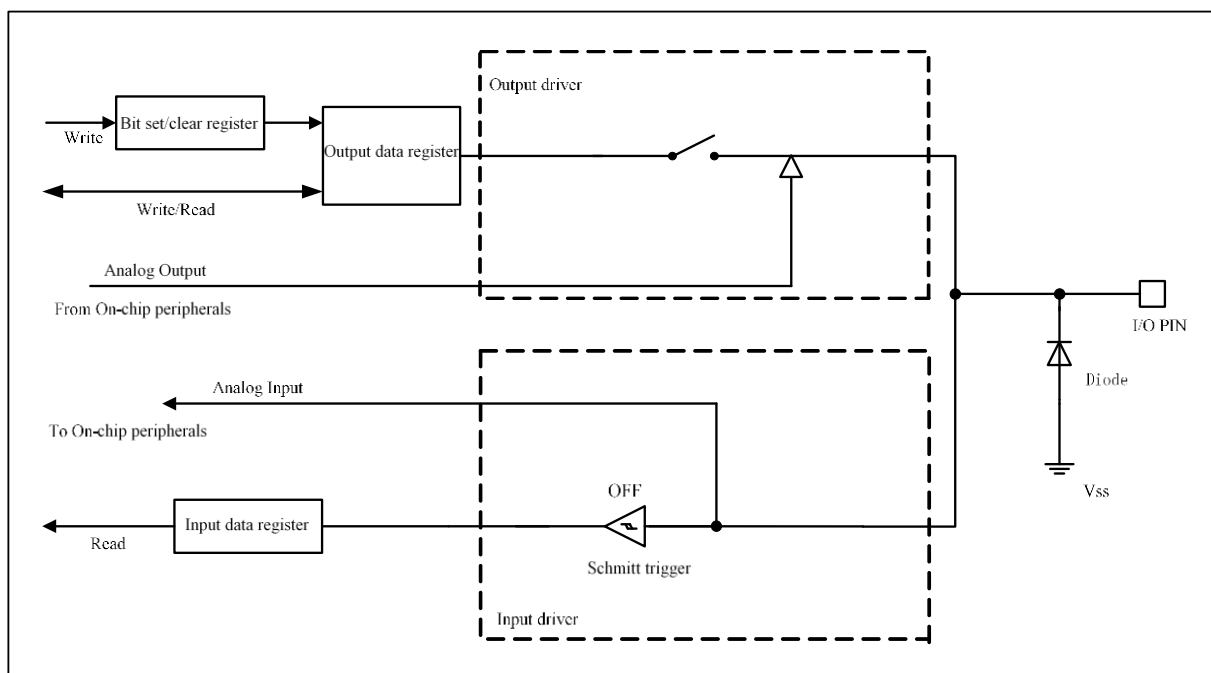 Output driver
Bit set/clear register
Write
Output data register
Write/Read
Analog Output
From On-chip peripherals
I/O PIN
Diode
Analog Input
To On-chip peripherals
Vss
OFF
Input data register
Read
Schmitt trigger
Input driver